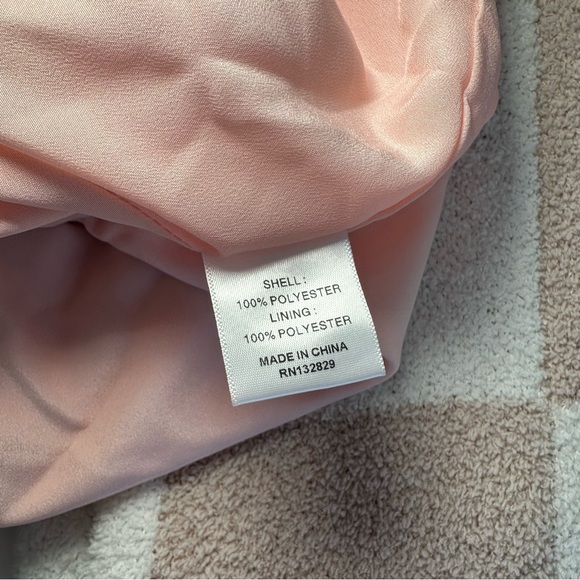 SHELL:
100% POLYESTER
LINING:
100% POLYESTER
MADE IN CHINA
RN132829